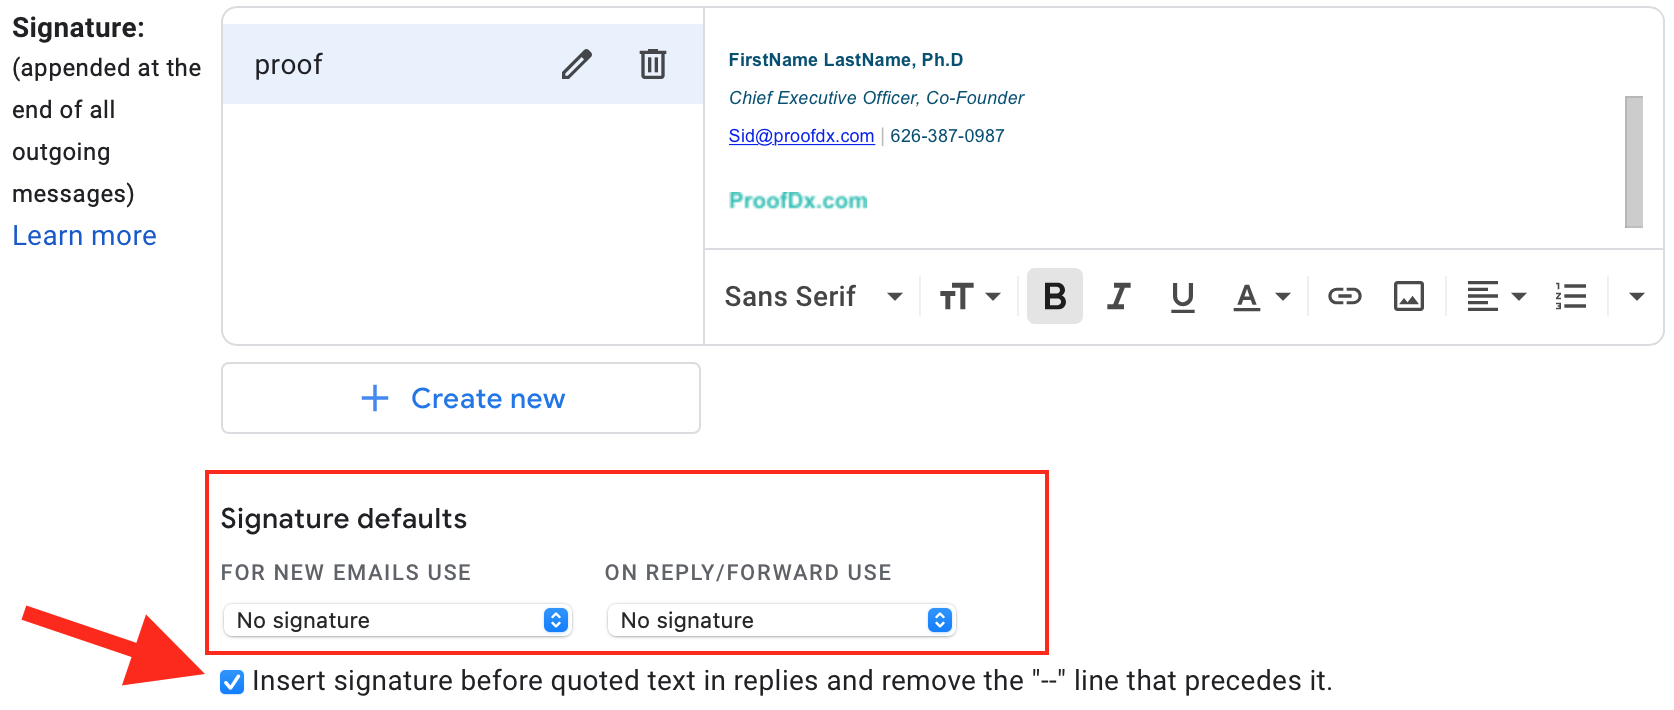 Signature:
(appended at the
end of all
outgoing
messages)
Learn more
proof
FirstName LastName, Ph.D
Chief Executive Officer, Co-Founder
Sid@proofdx.com | 626-387-0987
ProofDx.com
Sans Serif
Create new
Signature defaults
FOR NEW EMAILS USE
ON REPLY/FORWARD USE
No signature
No signature
Insert signature before quoted text in replies and remove the "--" line that precedes it.